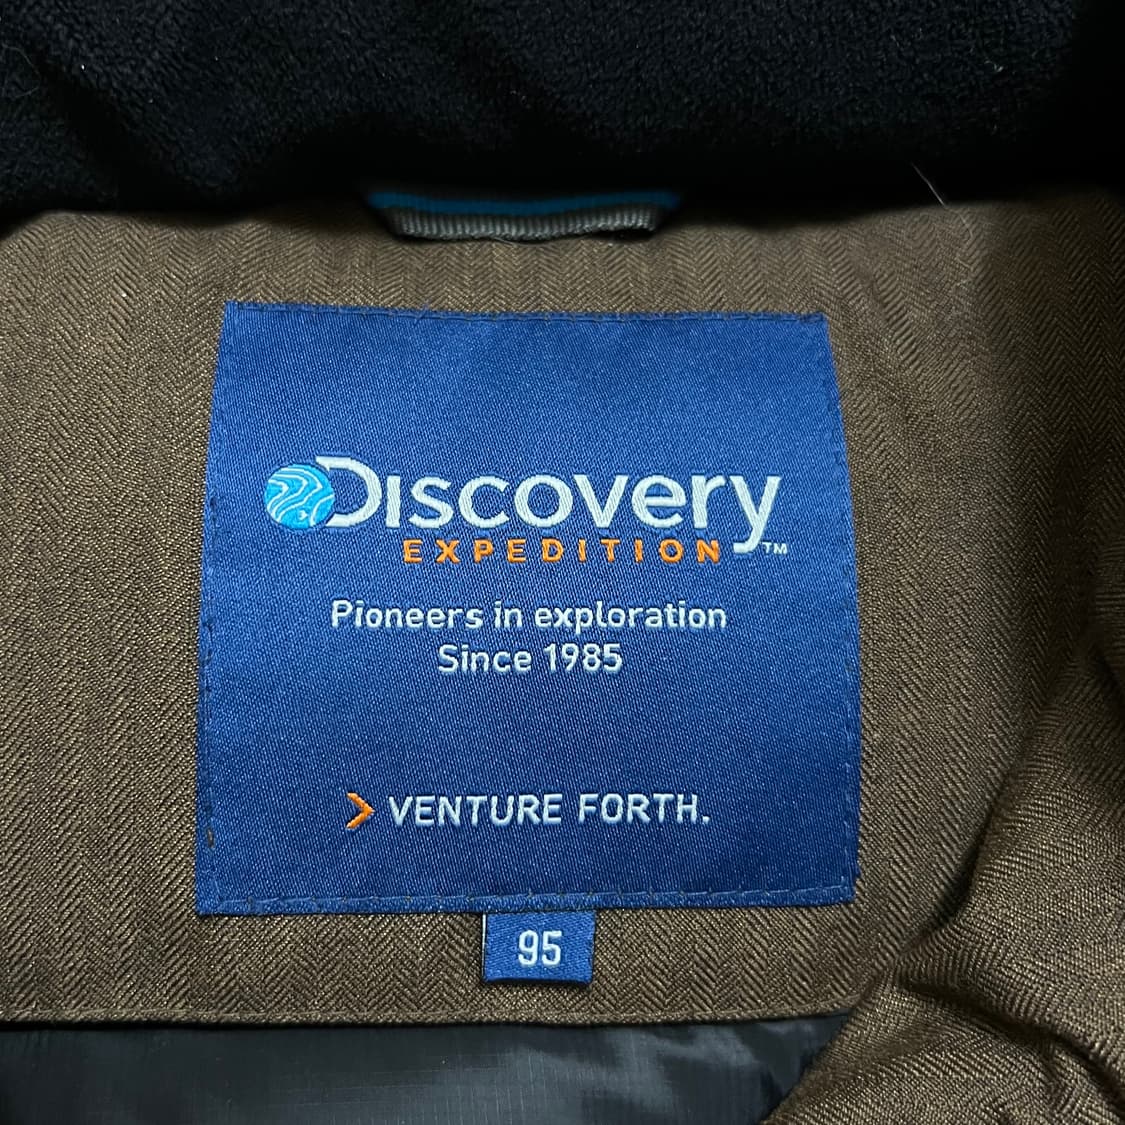 Discovery
EXPEDITION™
Pioneers in exploration
Since 1985
VENTURE FORTH.
95